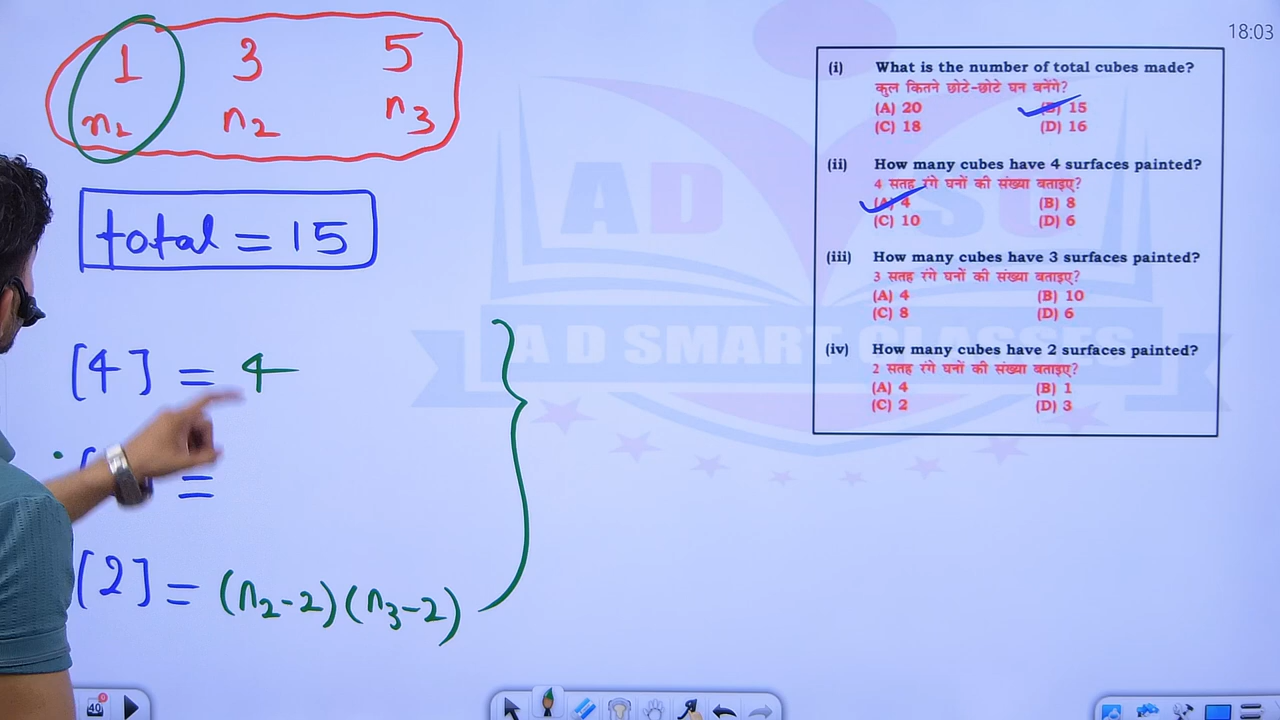 1 3 5
n1 n2 n3
total = 15
[4] = 4
=
[2] = (n2-2)(n3-2)
18:03
(i) What is the number of total cubes made?
कुल कितने छोटे-छोटे घन बनेंगे?
(A) 20 (B) 15
(C) 18 (D) 16
(ii) How many cubes have 4 surfaces painted?
4 सतह रंगे घनों की संख्या बताइए?
(A) 4 (B) 8
(C) 10 (D) 6
(iii) How many cubes have 3 surfaces painted?
3 सतह रंगे घनों की संख्या बताइए?
(A) 4 (B) 10
(C) 8 (D) 6
(iv) How many cubes have 2 surfaces painted?
2 सतह रंगे घनों की संख्या बताइए?
(A) 4 (B) 1
(C) 2 (D) 3
A D SMART CLASSES
40